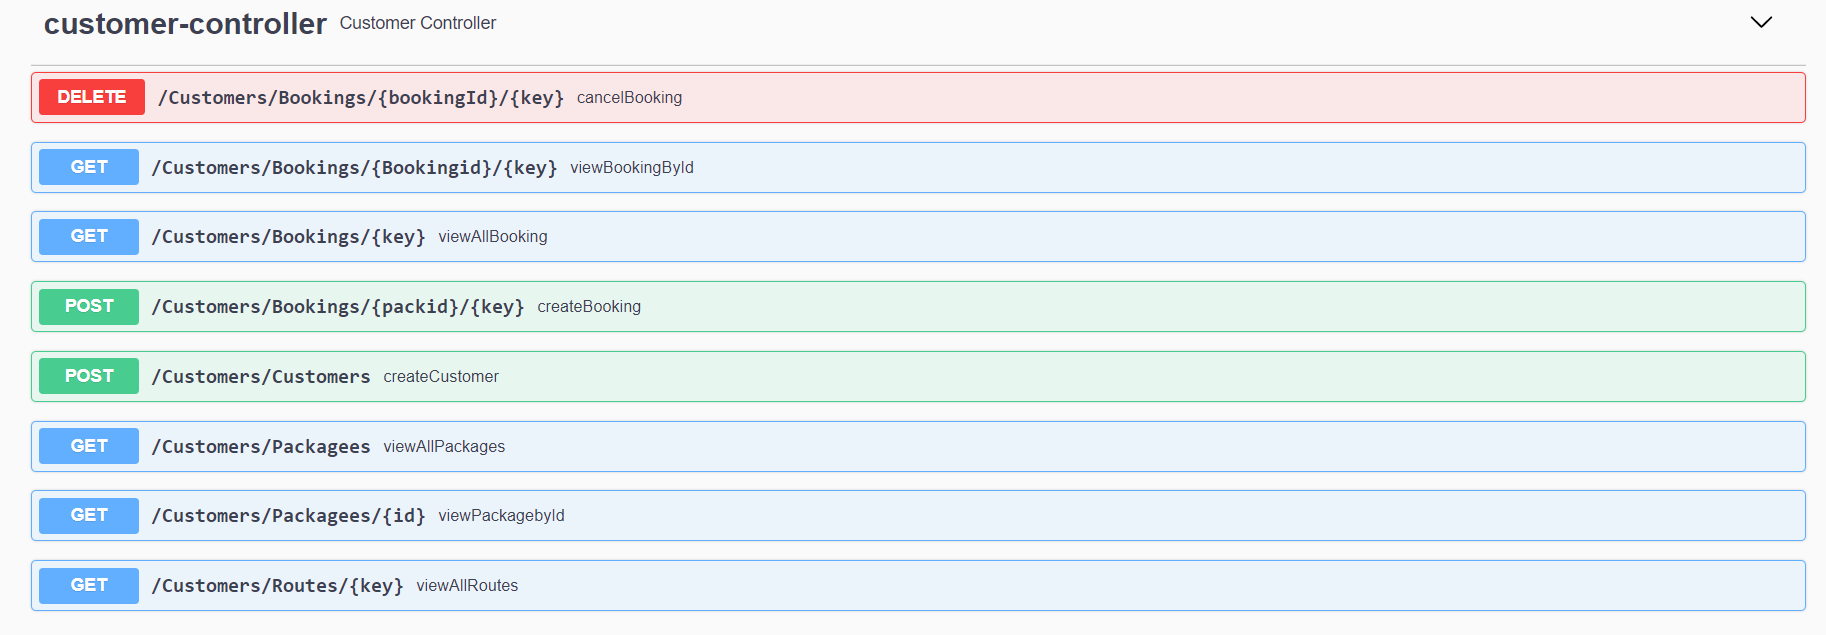 customer-controller Customer Controller
DELETE /Customers/Bookings/{bookingId}/{key} cancelBooking
GET /Customers/Bookings/{Bookingid}/{key} viewBookingById
GET /Customers/Bookings/{key} viewAllBooking
POST /Customers/Bookings/{packid}/{key} createBooking
POST /Customers/Customers createCustomer
GET /Customers/Packagees viewAllPackages
GET /Customers/Packagees/{id} viewPackagebyId
GET /Customers/Routes/{key} viewAllRoutes